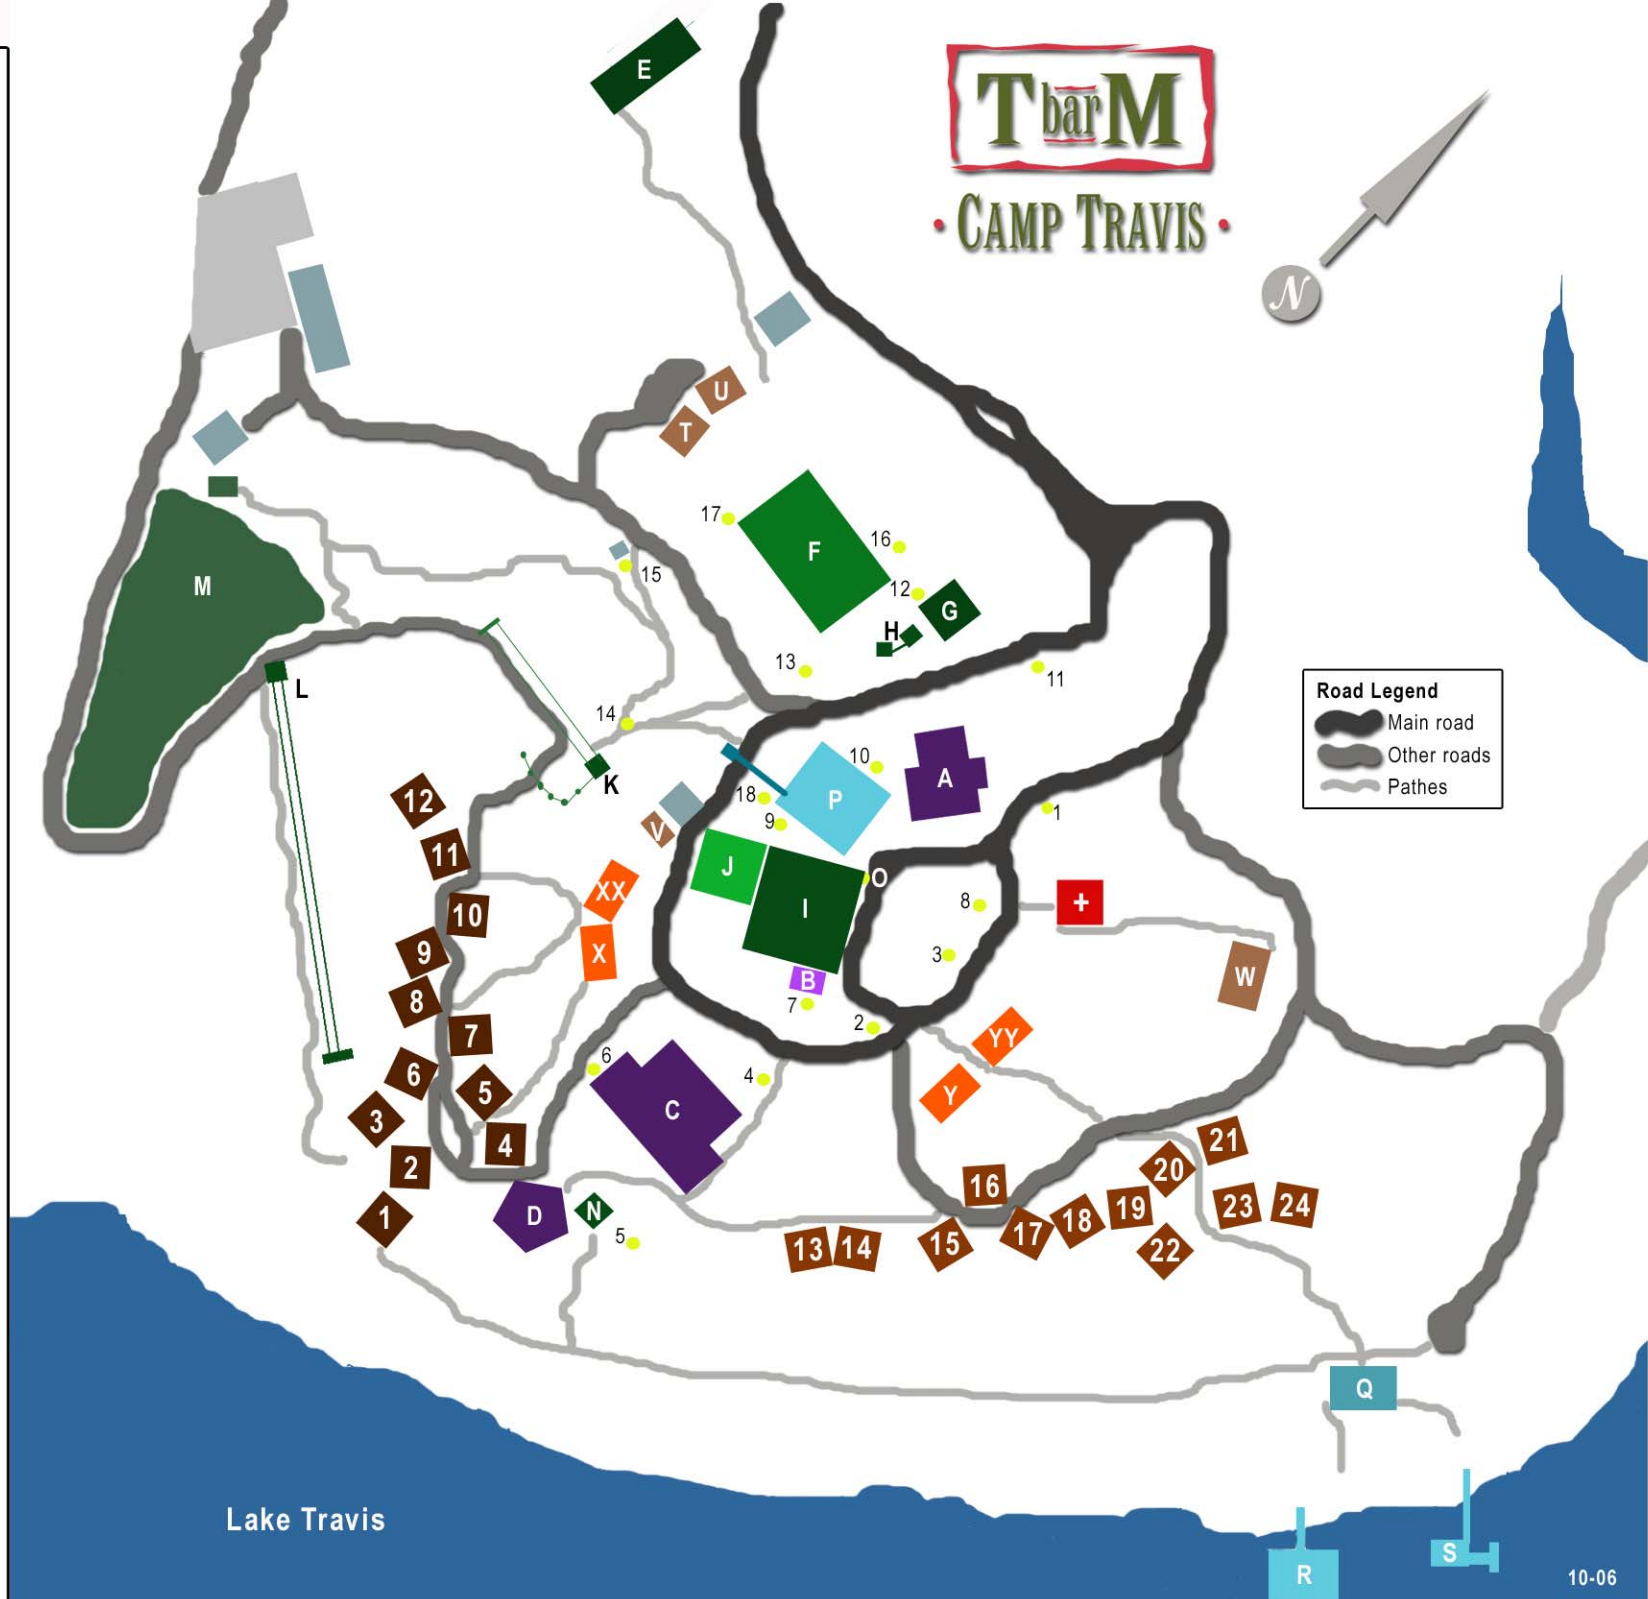 E
T bar M
• CAMP TRAVIS •
N
U
T
17
F
16
M
15
12
G
H
13
11
L
14
Road Legend
Main road
Other roads
Pathes
10
A
K
18
P
12
V
9
1
11
J
O
XX
I
8
+
10
9
X
3
W
8
B
7
2
7
YY
6
6
4
5
Y
3
C
4
21
2
20
16
1
D
N
5
19
23
24
18
17
13
14
15
22
Q
Lake Travis
S
R
10-06